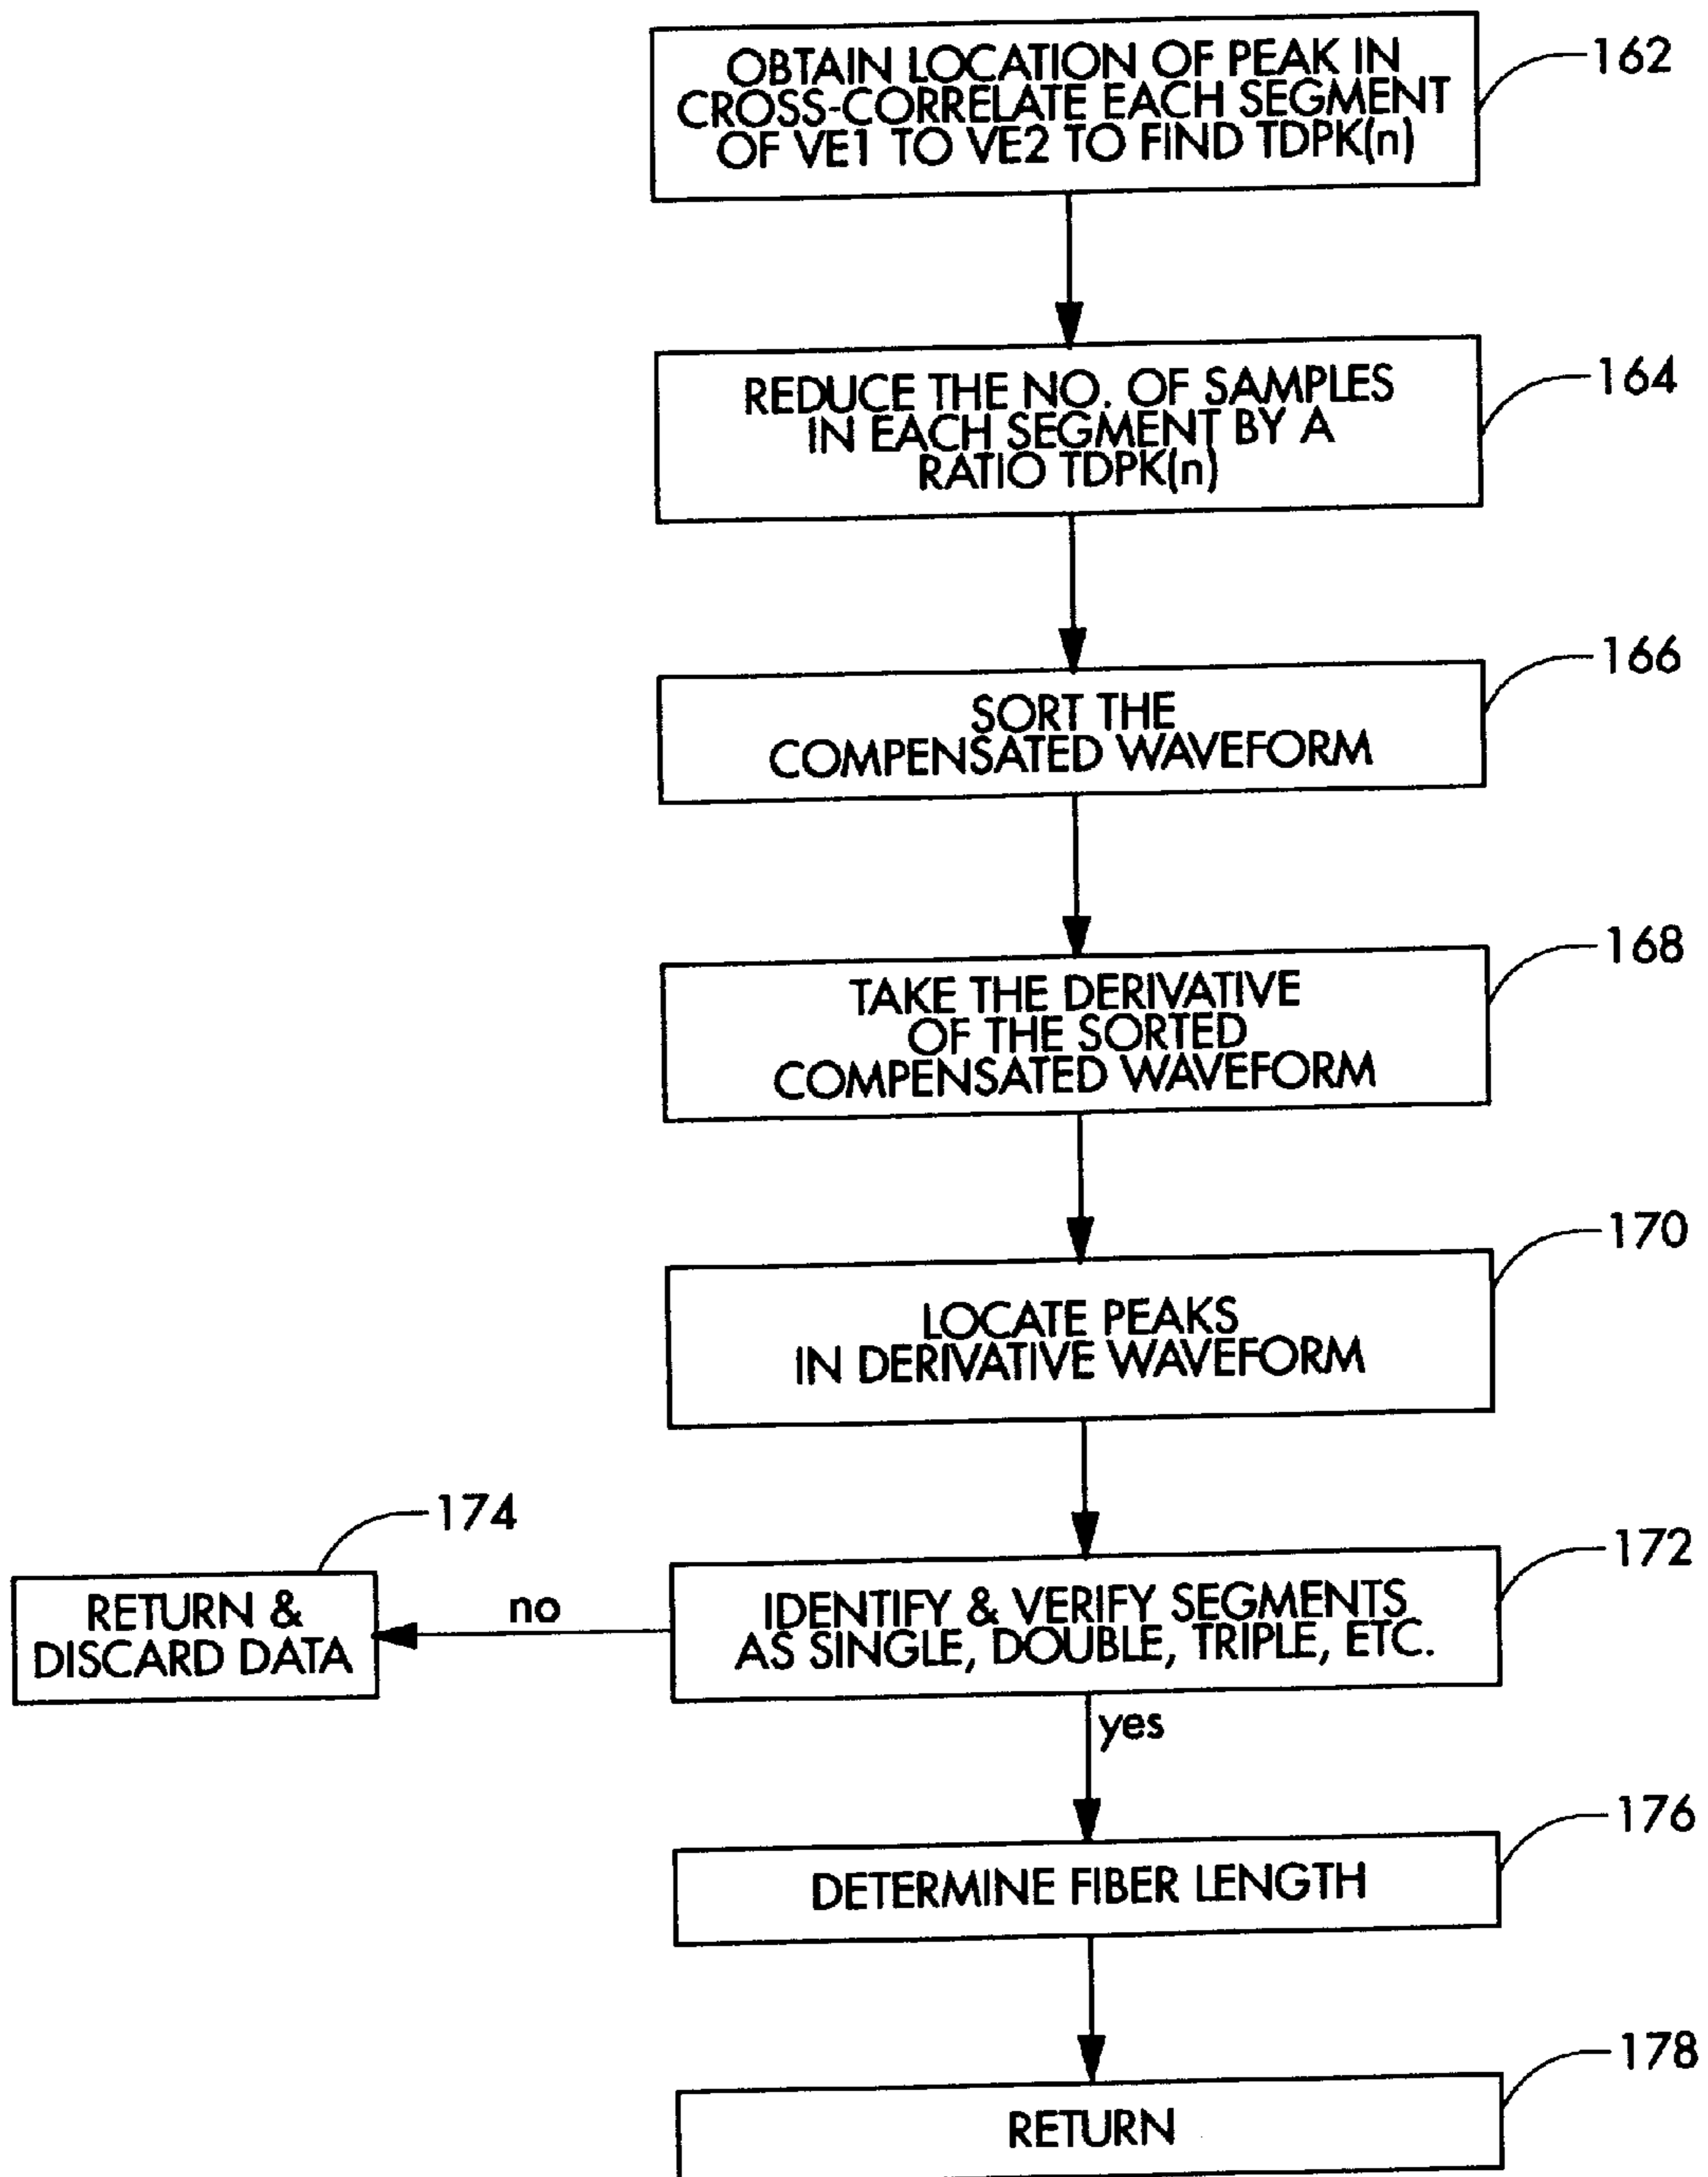 OBTAIN LOCATION OF PEAK IN
CROSS-CORRELATE EACH SEGMENT
OF VE1 TO VE2 TO FIND TDPK(n)
162
REDUCE THE NO. OF SAMPLES
IN EACH SEGMENT BY A
RATIO TDPK(n)
164
SORT THE
COMPENSATED WAVEFORM
166
TAKE THE DERIVATIVE
OF THE SORTED
COMPENSATED WAVEFORM
168
LOCATE PEAKS
IN DERIVATIVE WAVEFORM
170
IDENTIFY & VERIFY SEGMENTS
AS SINGLE, DOUBLE, TRIPLE, ETC.
172
no
RETURN &
DISCARD DATA
174
yes
DETERMINE FIBER LENGTH
176
RETURN
178